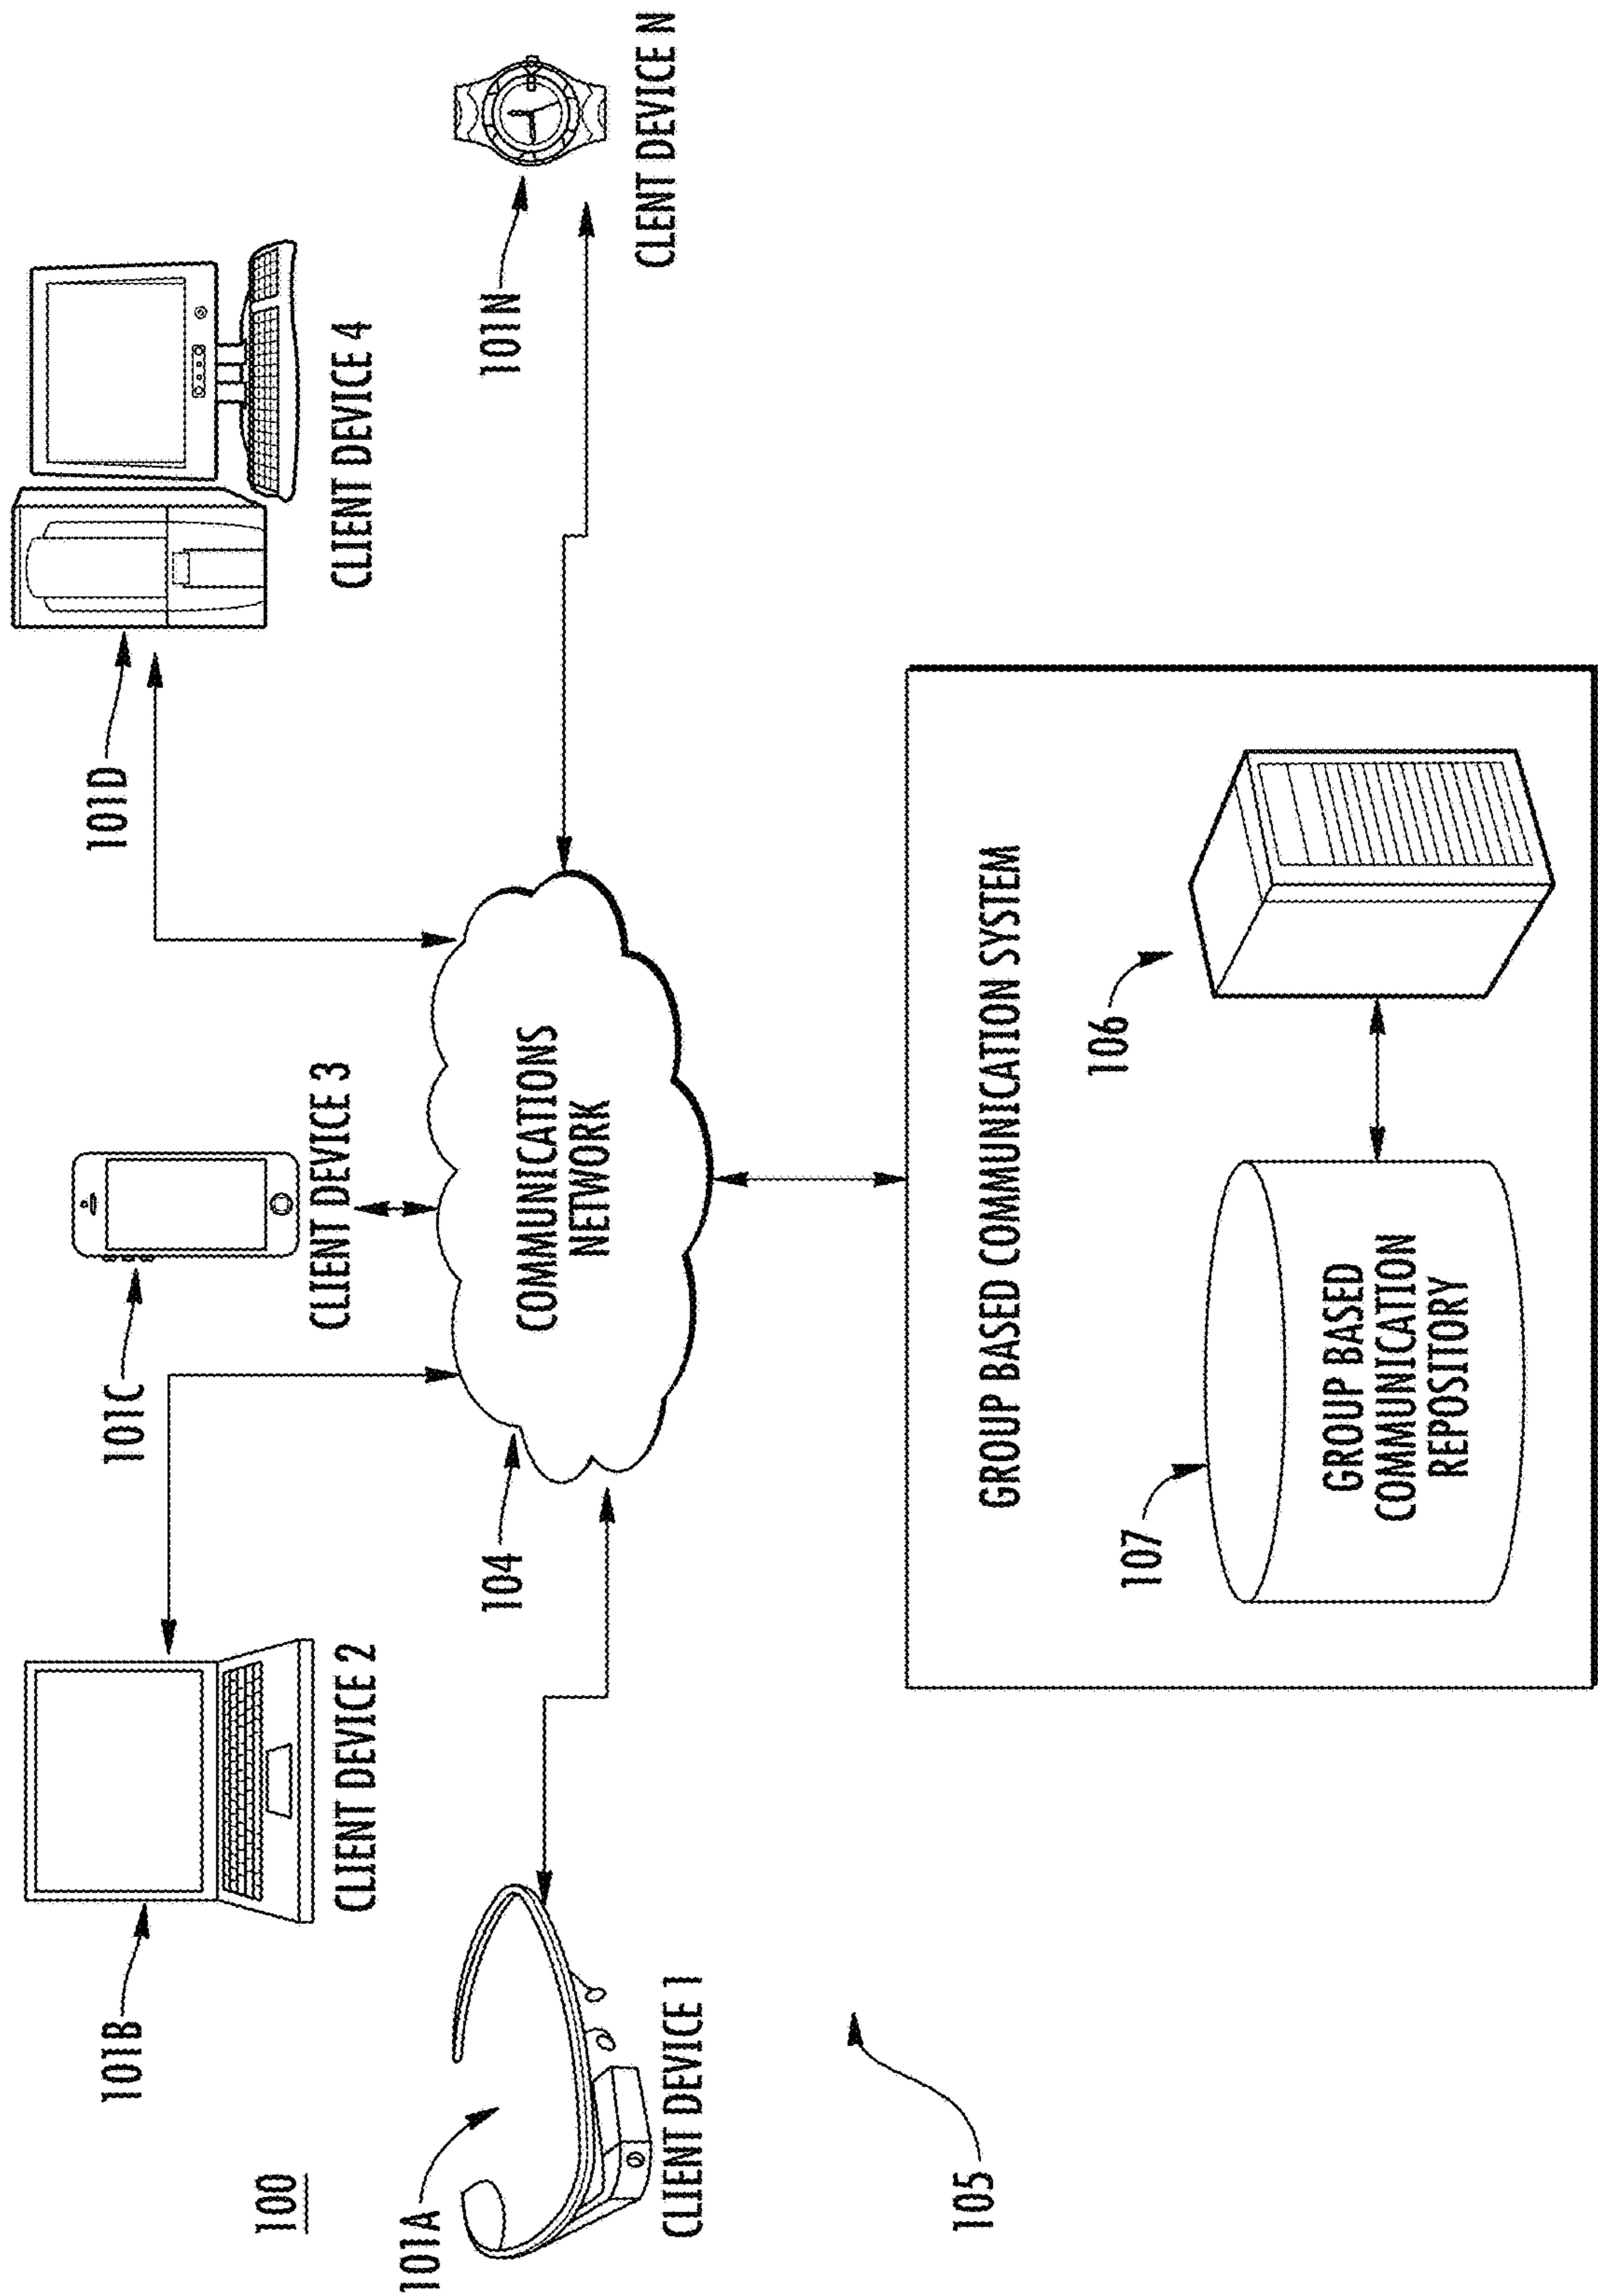 100
101B
CLIENT DEVICE 2
101C
CLIENT DEVICE 3
101D
CLIENT DEVICE 4
101A
CLIENT DEVICE 1
104
COMMUNICATIONS
NETWORK
101N
CLENT DEVICE N
105
GROUP BASED COMMUNICATION SYSTEM
107
GROUP BASED
COMMUNICATION
REPOSITORY
106